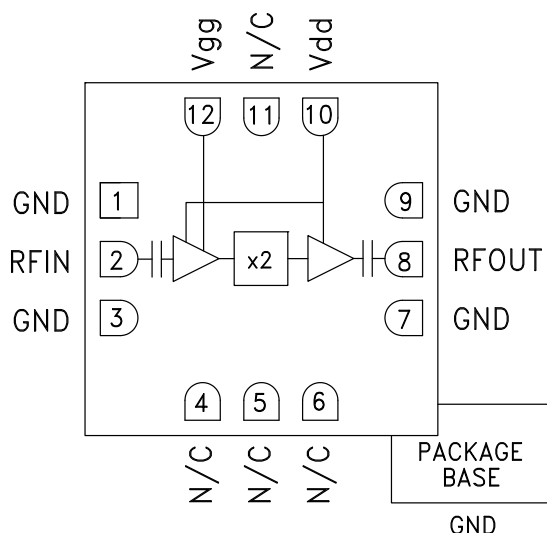 Vgg N/C Vdd
12 11 10
GND 1 9 GND
RFIN 2 x2 8 RFOUT
GND 3 7 GND
4 5 6
N/C N/C N/C
PACKAGE
BASE
GND